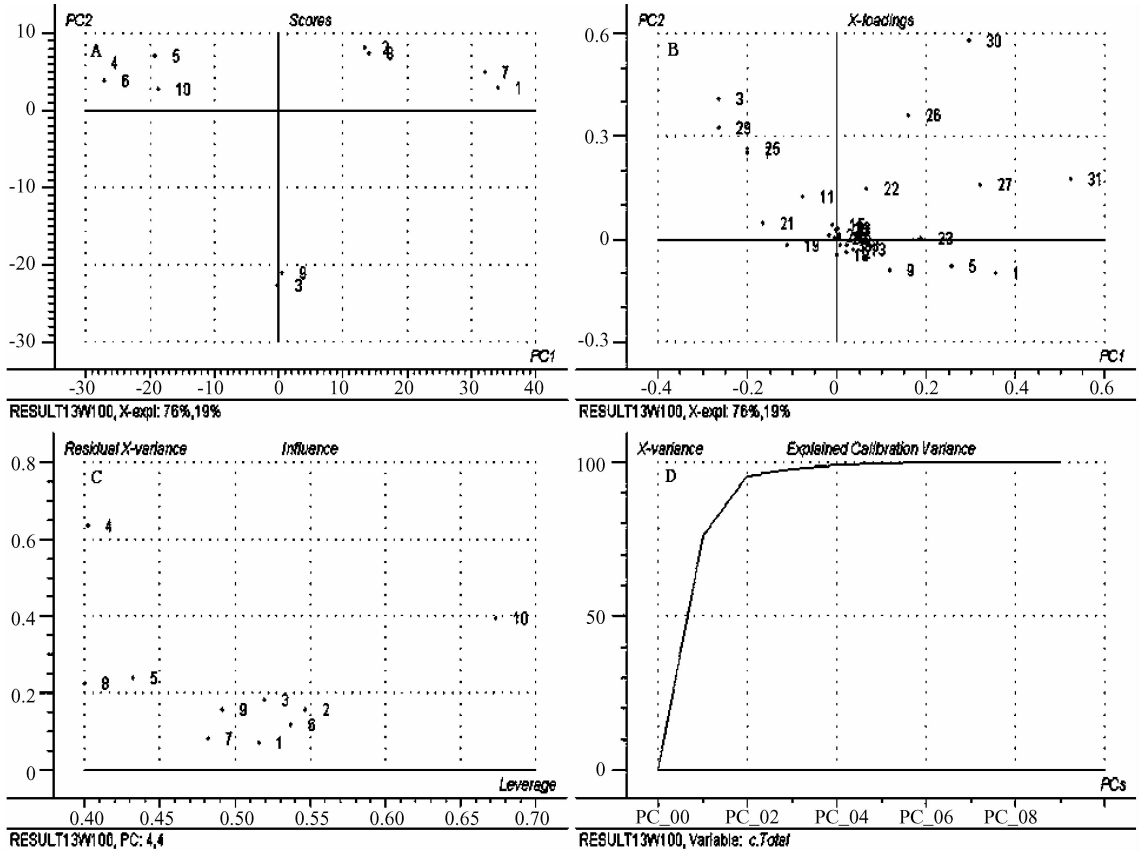 PC2 Scores
A
10
0
-10
-20
-30
4 5 6 10
2 8 7 1
9
3
PC1
-30 -20 -10 0 10 20 30 40
RESULT13W100, X-expl: 76%,19%
PC2 X-loadings
B
0.6
0.3
0
-0.3
30
3 26
29
25
31
27
22
11
21
19
23
13
9 5 1
PC1
-0.4 -0.2 0 0.2 0.4 0.6
RESULT13W100, X-expl: 76%,19%
Residual X-variance Influence
C
0.8
0.6
0.4
0.2
0
4
10
8 5
9 3 2
6
7 1
Leverage
0.40 0.45 0.50 0.55 0.60 0.65 0.70
RESULT13W100, PC: 4,4
X-variance Explained Calibration Variance
D
100
50
0
PCs
PC_00 PC_02 PC_04 PC_06 PC_08
RESULT13W100, Variable: c.Total